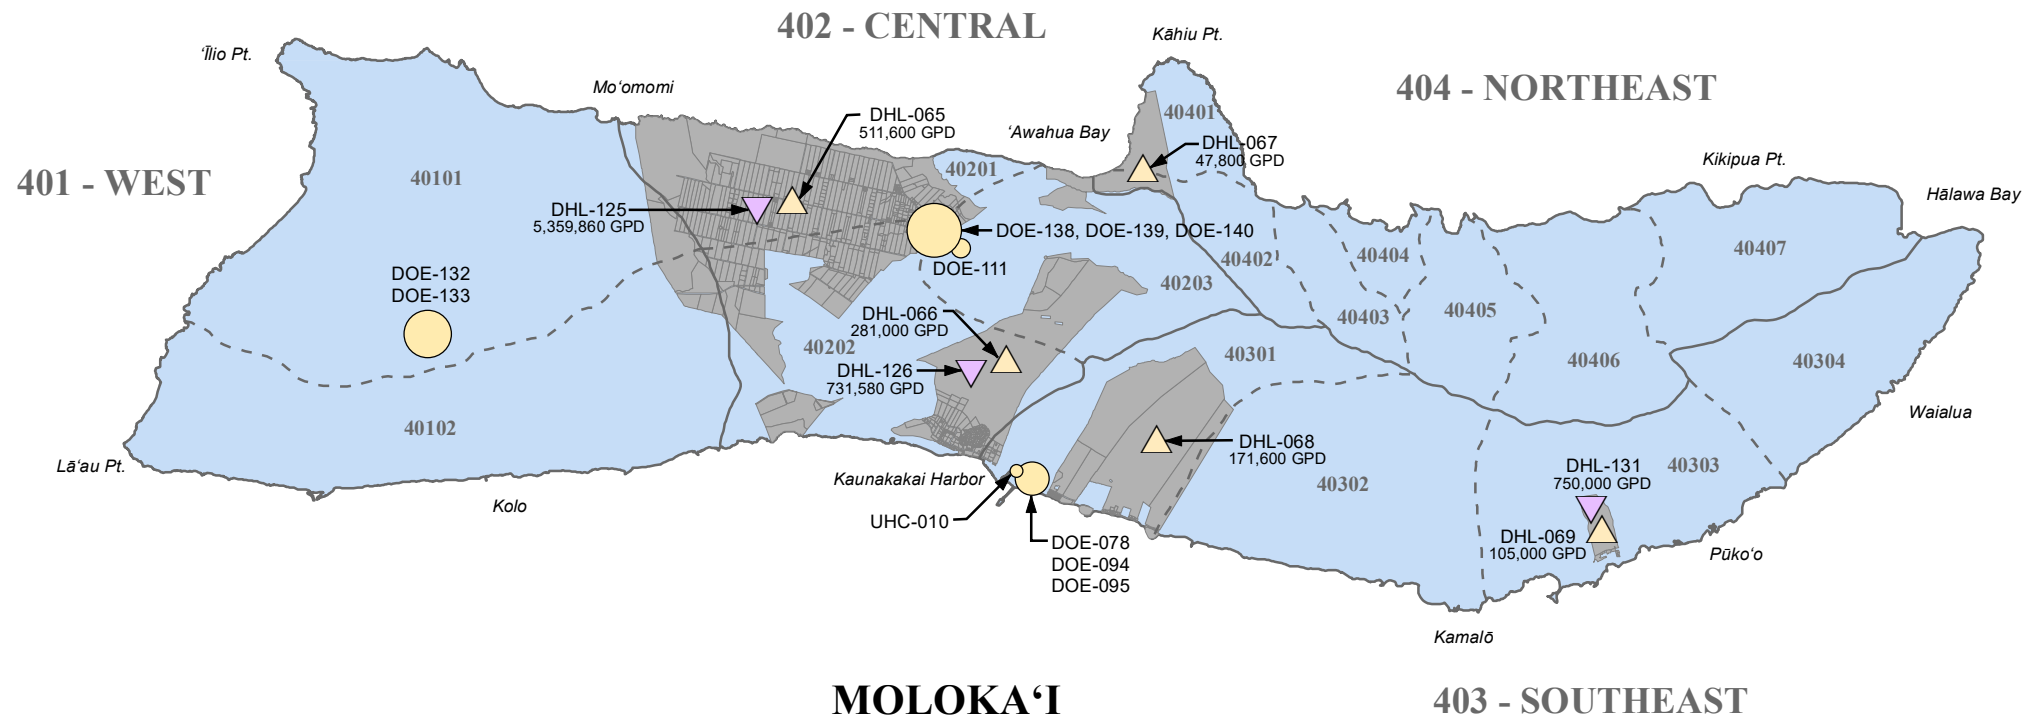 402 - CENTRAL
Kāhiu Pt.
ʻĪlio Pt.
404 - NORTHEAST
Moʻomomi
DHL-065
511,600 GPD
40401
ʻAwahua Bay
DHL-067
47,800 GPD
Kikipua Pt.
401 - WEST
40101
40201
Hālawa Bay
DHL-125
5,359,860 GPD
DOE-138, DOE-139, DOE-140
DOE-111
40402
40404
40407
DOE-132
DOE-133
40203
DHL-066
281,000 GPD
40403
40405
40202
40301
40406
40304
DHL-126
731,580 GPD
Waialua
40102
DHL-068
171,600 GPD
Lāʻau Pt.
Kaunakakai Harbor
40302
DHL-131
750,000 GPD
40303
Kolo
UHC-010
DHL-069
105,000 GPD
Pūkoʻo
DOE-078
DOE-094
DOE-095
Kamalō
MOLOKAʻI
403 - SOUTHEAST